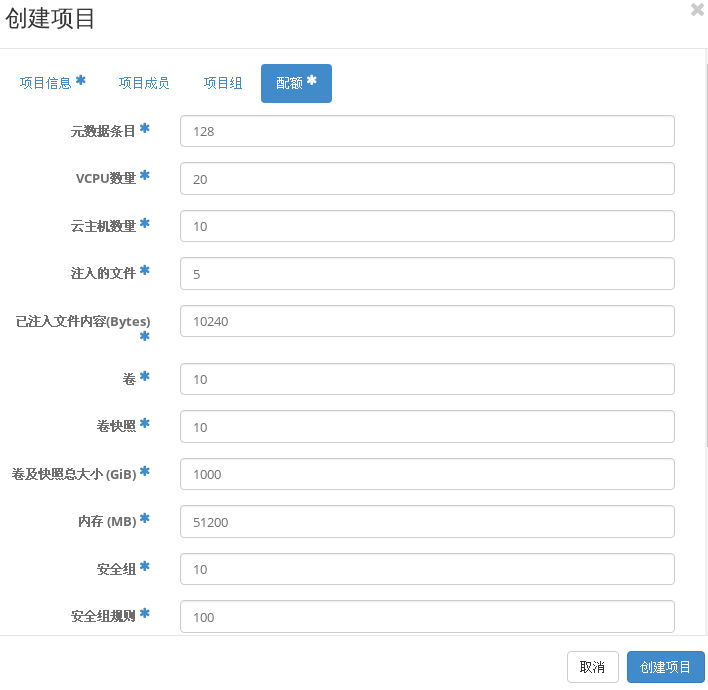 创建项目
项目信息 * 项目成员 项目组 配额 *
元数据条目 * 128
VCPU数量 * 20
云主机数量 * 10
注入的文件 * 5
已注入文件内容(Bytes) * 10240
卷 * 10
卷快照 * 10
卷及快照总大小 (GiB) * 1000
内存 (MB) * 51200
安全组 * 10
安全组规则 * 100
取消 创建项目